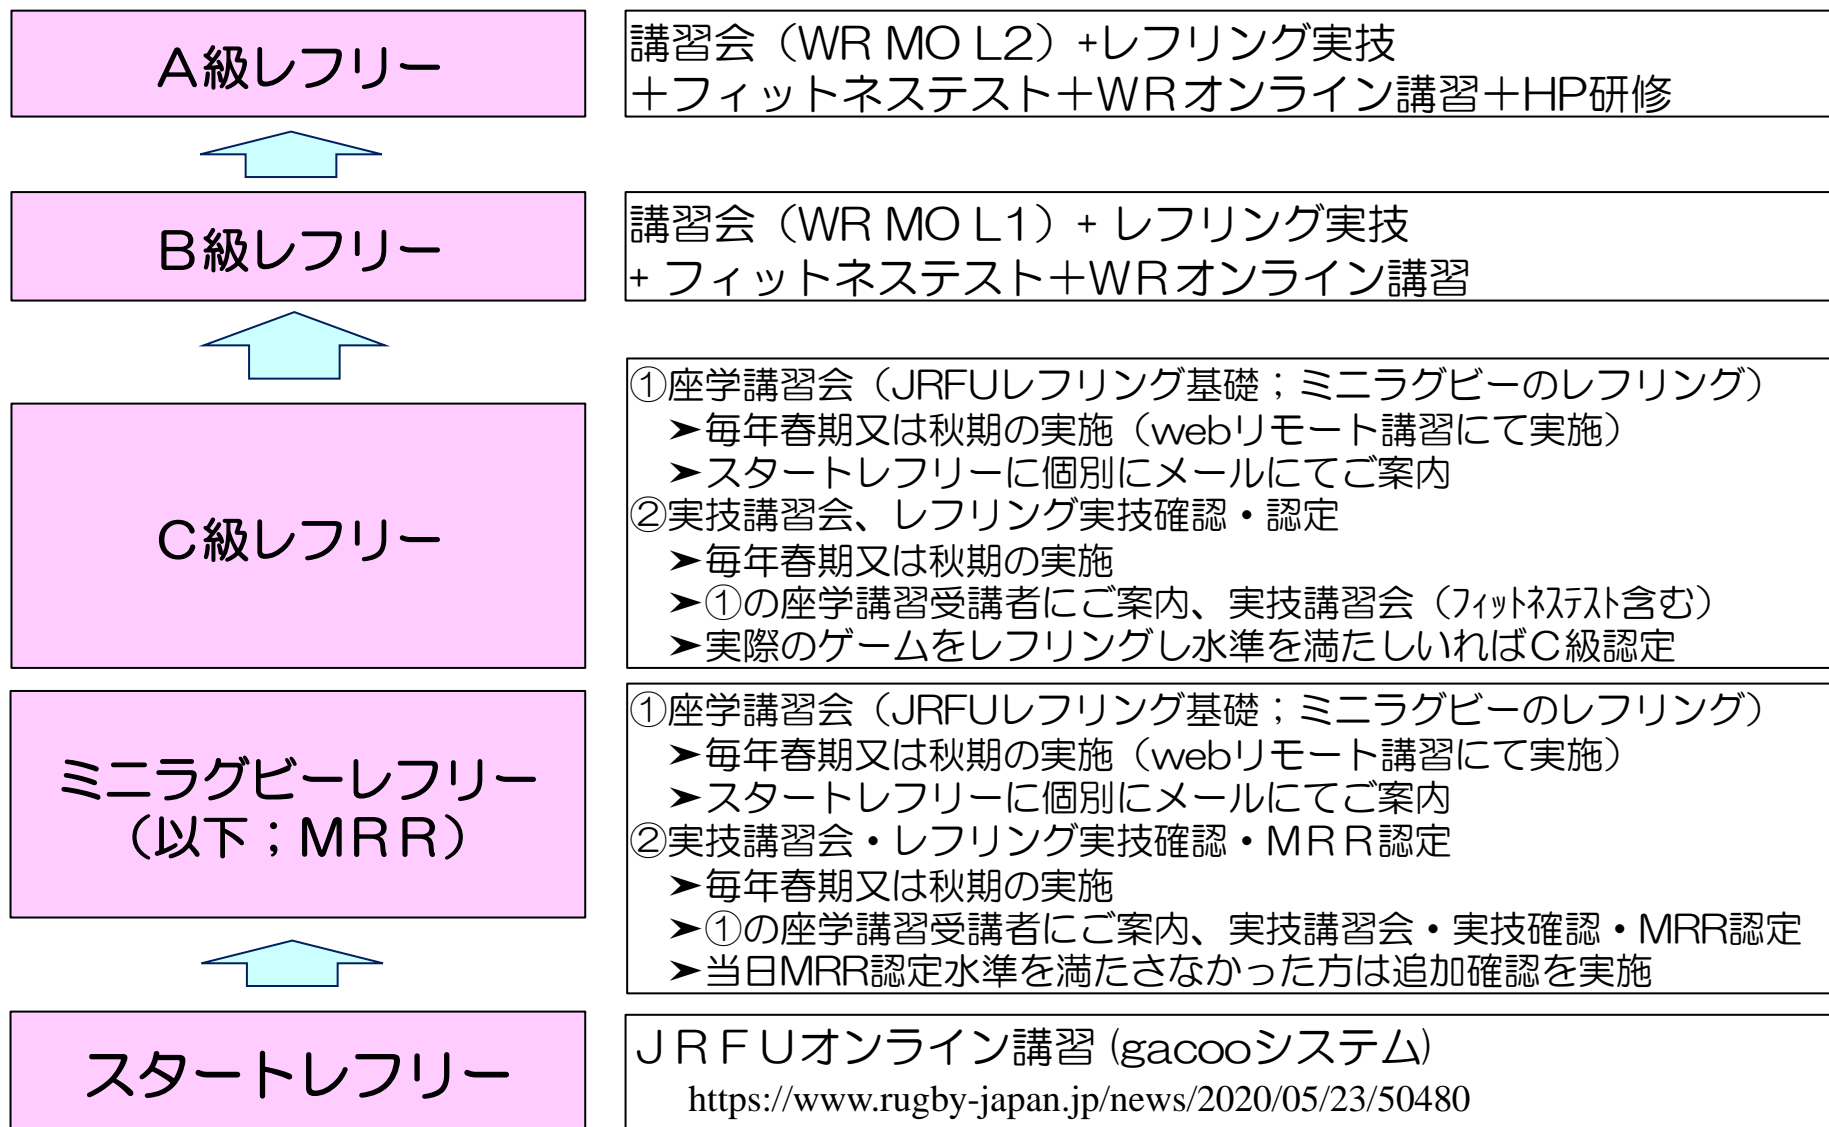 A級レフリー
講習会（WR MO L2）+レフリング実技
＋フィットネステスト＋WRオンライン講習＋HP研修
B級レフリー
講習会（WR MO L1）+ レフリング実技
+ フィットネステスト＋WRオンライン講習
C級レフリー
①座学講習会（JRFUレフリング基礎；ミニラグビーのレフリング）
➤毎年春期又は秋期の実施（webリモート講習にて実施）
➤スタートレフリーに個別にメールにてご案内
②実技講習会、レフリング実技確認・認定
➤毎年春期又は秋期の実施
➤①の座学講習受講者にご案内、実技講習会（ﾌｨｯﾄﾈｽﾃｽﾄ含む）
➤実際のゲームをレフリングし水準を満たしいればC級認定
ミニラグビーレフリー
（以下；MRR）
①座学講習会（JRFUレフリング基礎；ミニラグビーのレフリング）
➤毎年春期又は秋期の実施（webリモート講習にて実施）
➤スタートレフリーに個別にメールにてご案内
②実技講習会・レフリング実技確認・MRR認定
➤毎年春期又は秋期の実施
➤①の座学講習受講者にご案内、実技講習会・実技確認・MRR認定
➤当日MRR認定水準を満たさなかった方は追加確認を実施
スタートレフリー
JRFUオンライン講習 (gacooシステム)
https://www.rugby-japan.jp/news/2020/05/23/50480